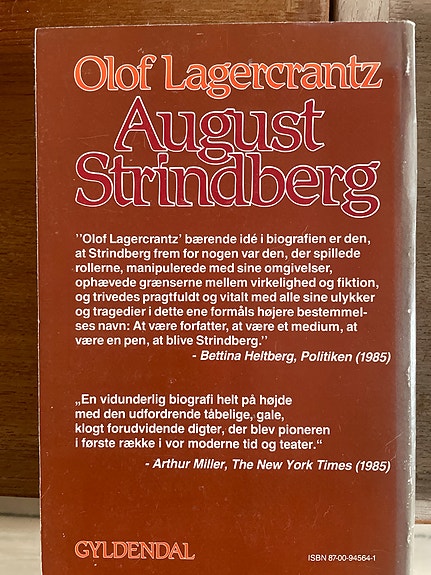 Olof Lagercrantz
August
Strindberg
''Olof Lagercrantz' bærende idé i biografien er den,
at Strindberg frem for nogen var den, der spillede
rollerne, manipulerede med sine omgivelser,
ophævede grænserne mellem virkelighed og fiktion,
og trivedes pragtfuldt og vitalt med alle sine ulykker
og tragedier i dette ene formåls højere bestemmel-
ses navn: At være forfatter, at være et medium, at
være en pen, at blive Strindberg.''
- Bettina Heltberg, Politiken (1985)
„En vidunderlig biografi helt på højde
med den udfordrende tåbelige, gale,
klogt forudvidende digter, der blev pioneren
i første række i vor moderne tid og teater.“
- Arthur Miller, The New York Times (1985)
GYLDENDAL
ISBN 87-00-94564-1